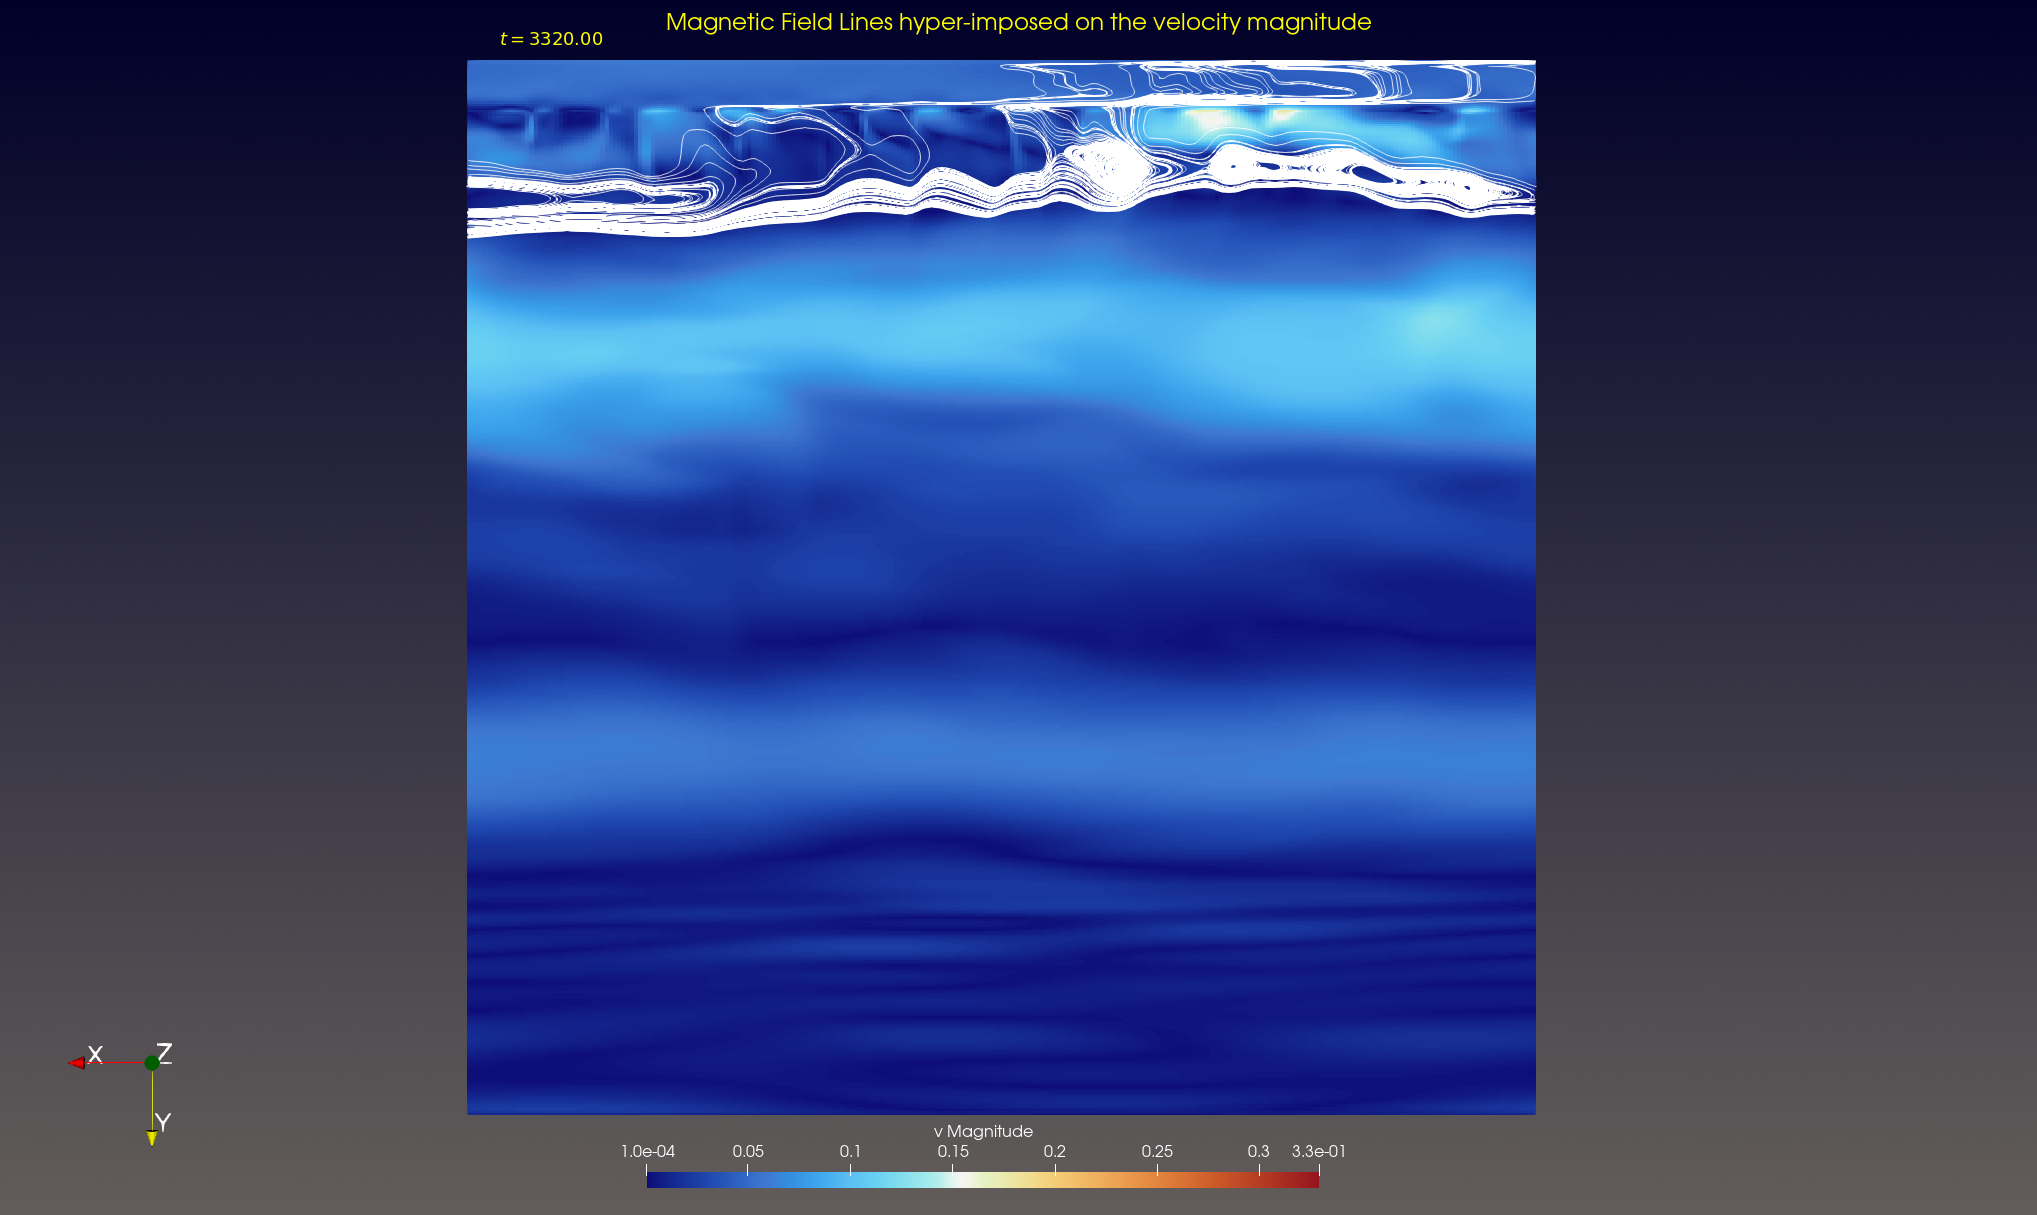 Magnetic Field Lines hyper-imposed on the velocity magnitude
t = 3320.00
X
Z
Y
v Magnitude
1.0e-04 0.05 0.1 0.15 0.2 0.25 0.3 3.3e-01